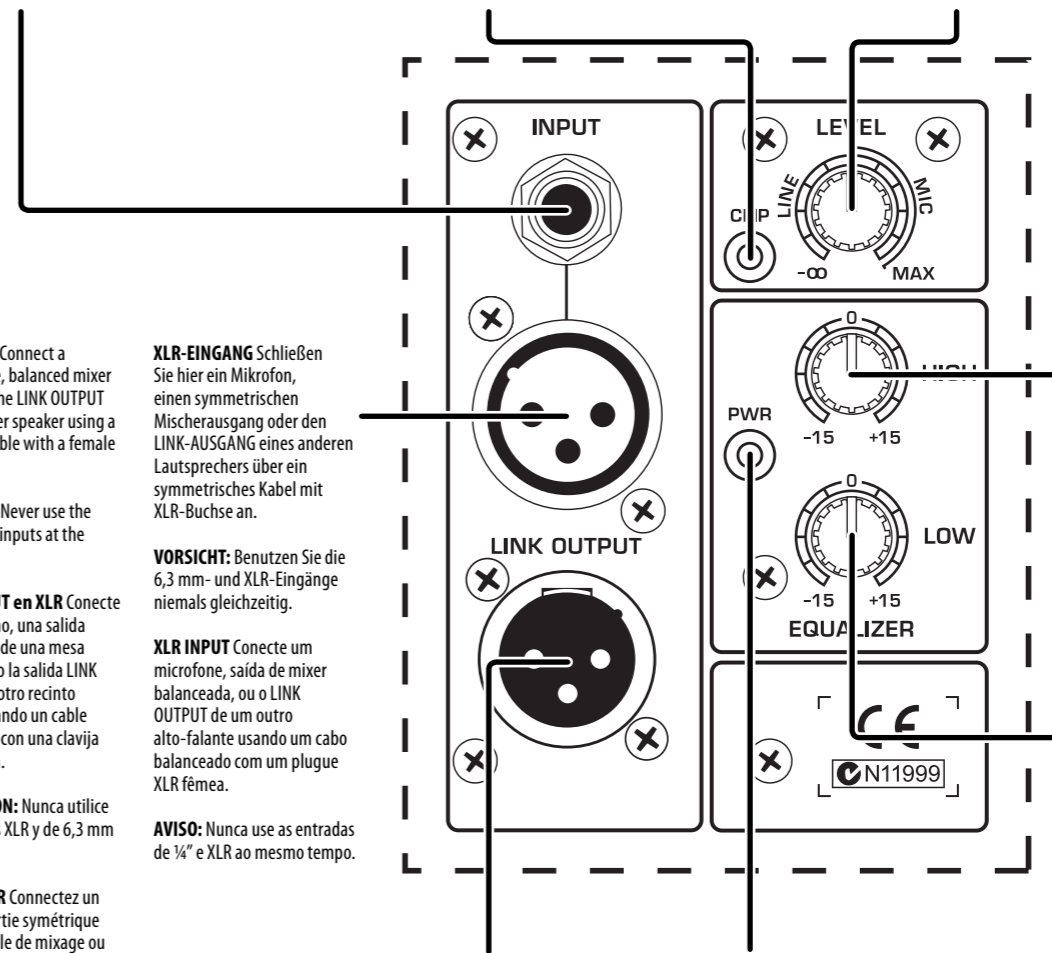 Connect a
, balanced mixer
ne LINK OUTPUT
er speaker using a
ble with a female
Never use the
inputs at the
UT en XLR Conecte
no, una salida
de una mesa
o la salida LINK
otro recinto
ando un cable
con una clavija
ON: Nunca utilice
s XLR y de 6,3 mm
R Connectez un
rtie symétrique
le de mixage ou
XLR-EINGANG Schließen
Sie hier ein Mikrofon,
einen symmetrischen
Mischerausgang oder den
LINK-AUSGANG eines anderen
Lautsprechers über ein
symmetrisches Kabel mit
XLR-Buchse an.
VORSICHT: Benutzen Sie die
6,3 mm- und XLR-Eingänge
niemals gleichzeitig.
XLR INPUT Conecte um
microfone, saída de mixer
balanceada, ou o LINK
OUTPUT de um outro
alto-falante usando um cabo
balanceado com um plugue
XLR fêmea.
AVISO: Nunca use as entradas
de ¼” e XLR ao mesmo tempo.
INPUT
LINK OUTPUT
LEVEL
LINE
MIC
CLIP
-∞
MAX
0
HIGH
-15
+15
PWR
0
LOW
-15
+15
EQUALIZER
CE
N11999